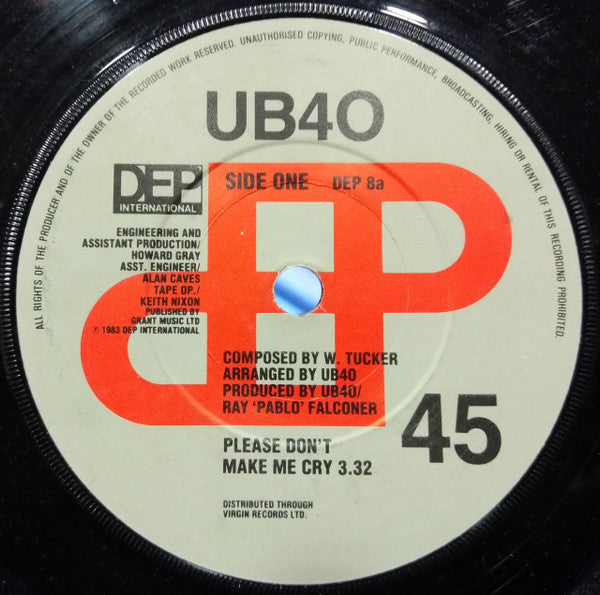 ALL RIGHTS OF THE PRODUCER AND OF THE OWNER OF THE RECORDED WORK RESERVED. UNAUTHORISED COPYING, PUBLIC PERFORMANCE, BROADCASTING, HIRING OR RENTAL OF THIS RECORDING PROHIBITED.
UB40
DEP
INTERNATIONAL
SIDE ONE DEP 8a
ENGINEERING AND
ASSISTANT PRODUCTION/
HOWARD GRAY
ASST. ENGINEER/
ALAN CAVES
TAPE OP./
KEITH NIXON
PUBLISHED BY
GRANT MUSIC LTD
℗ 1983 DEP INTERNATIONAL
COMPOSED BY W. TUCKER
ARRANGED BY UB40
PRODUCED BY UB40/
RAY 'PABLO' FALCONER
45
PLEASE DON'T
MAKE ME CRY 3.32
DISTRIBUTED THROUGH
VIRGIN RECORDS LTD.